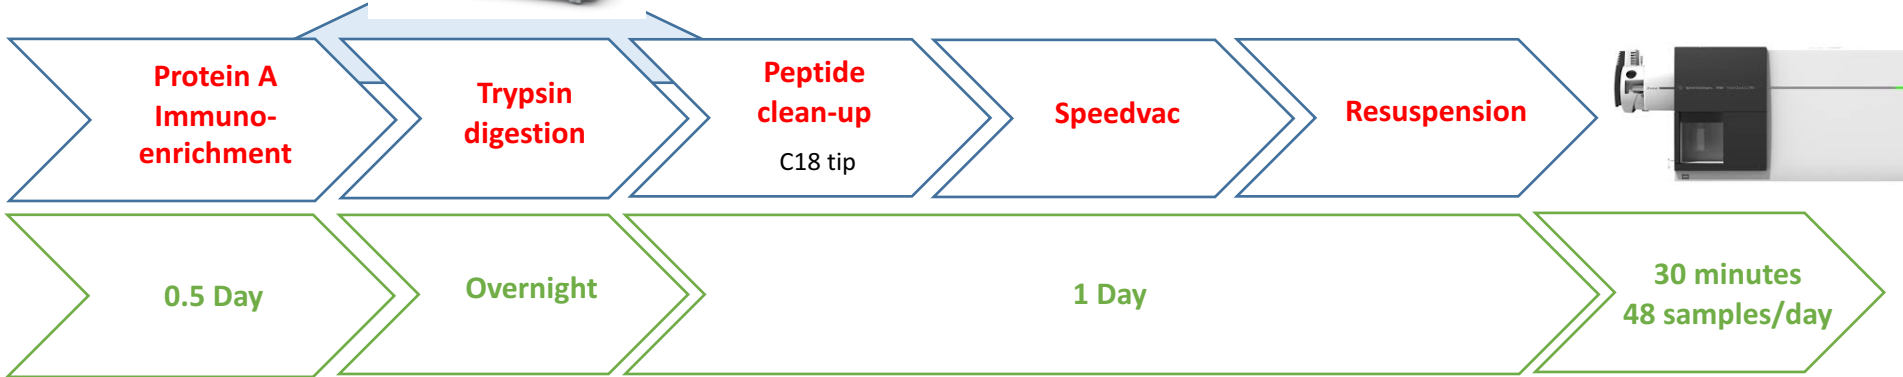 Protein A
Immuno-
enrichment
Trypsin
digestion
Peptide
clean-up
C18 tip
Speedvac
Resuspension
0.5 Day
Overnight
1 Day
30 minutes
48 samples/day